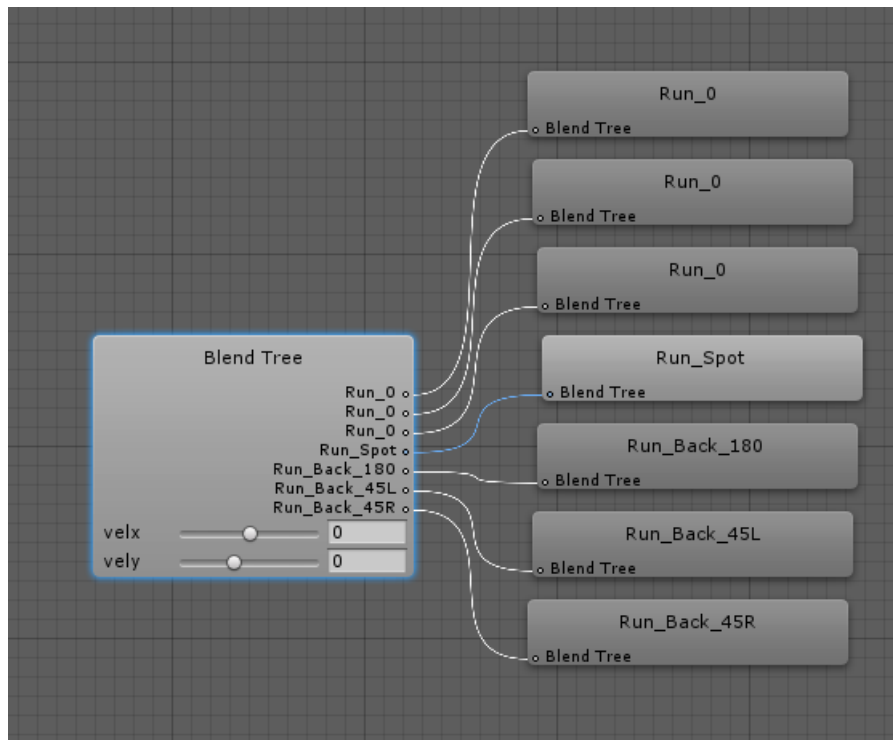 Blend Tree
Run_0
Run_0
Run_0
Run_Spot
Run_Back_180
Run_Back_45L
Run_Back_45R
velx 0
vely 0
Run_0
Blend Tree
Run_0
Blend Tree
Run_0
Blend Tree
Run_Spot
Blend Tree
Run_Back_180
Blend Tree
Run_Back_45L
Blend Tree
Run_Back_45R
Blend Tree